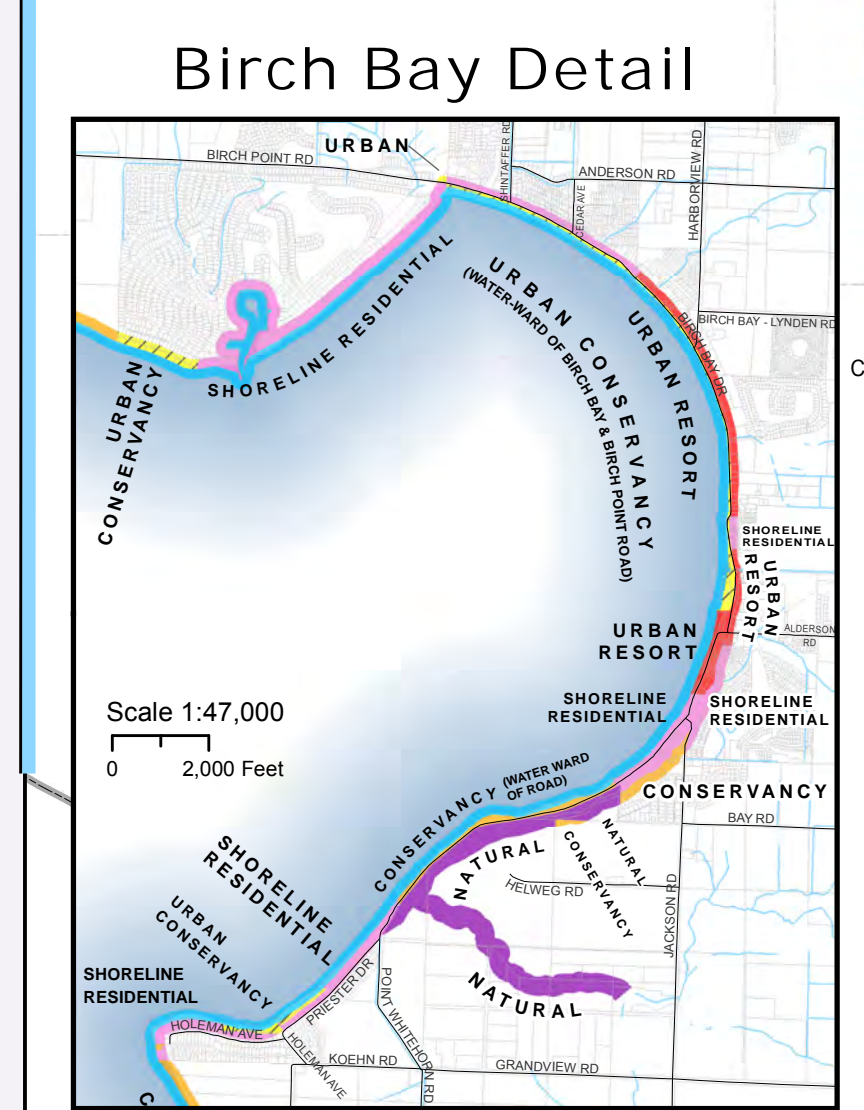 Birch Bay Detail
URBAN
BIRCH POINT RD
SHINTAFFER RD
ANDERSON RD
HARBORVIEW RD
CEDAR AVE
SHORELINE RESIDENTIAL
URBAN CONSERVANCY
(WATER-WARD OF BIRCH BAY & BIRCH POINT ROAD)
URBAN RESORT
BIRCH BAY DR
BIRCH BAY - LYNDEN RD
C
URBAN
CONSERVANCY
SHORELINE
RESIDENTIAL
URBAN
RESORT
URBAN
RESORT
ALDERSON
RD
SHORELINE
RESIDENTIAL
SHORELINE
RESIDENTIAL
Scale 1:47,000
0 2,000 Feet
CONSERVANCY
(WATER WARD
OF ROAD)
CONSERVANCY
BAY RD
NATURAL
NATURAL
CONSERVANCY
HELWEG RD
JACKSON RD
SHORELINE
RESIDENTIAL
URBAN
CONSERVANCY
SHORELINE
RESIDENTIAL
NATURAL
PRIESTER DR
POINT WHITEHORN RD
HOLEMAN AVE
HOLEMAN AVE
KOEHN RD
GRANDVIEW RD
C